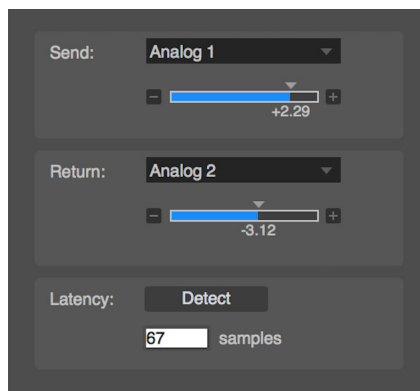 Send: Analog 1
+2.29
Return: Analog 2
-3.12
Latency: Detect
67 samples